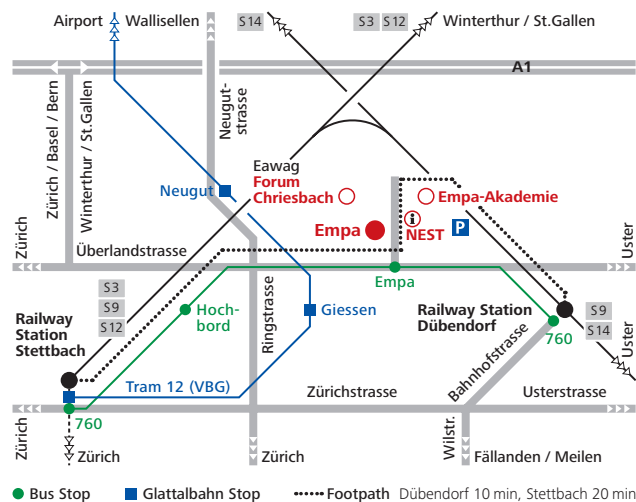 Airport
Wallisellen
S14
S3
S12
Winterthur / St.Gallen
A1
Zürich / Basel / Bern
Winterthur / St.Gallen
Neugut-
strasse
Neugut
Eawag
Forum
Chriesbach
Empa-Akademie
Empa
i
NEST
P
Zürich
Überlandstrasse
Uster
Empa
S3
S9
S12
Hoch-
bord
Ringstrasse
Giessen
Railway Station
Dübendorf
S9
S14
760
Uster
Railway
Station
Stettbach
Bahnhofstrasse
Tram 12 (VBG)
Zürichstrasse
Usterstrasse
Zürich
760
Zürich
Zürich
Wilstr.
Fällanden / Meilen
Bus Stop
Glattalbahn Stop
Footpath Dübendorf 10 min, Stettbach 20 min